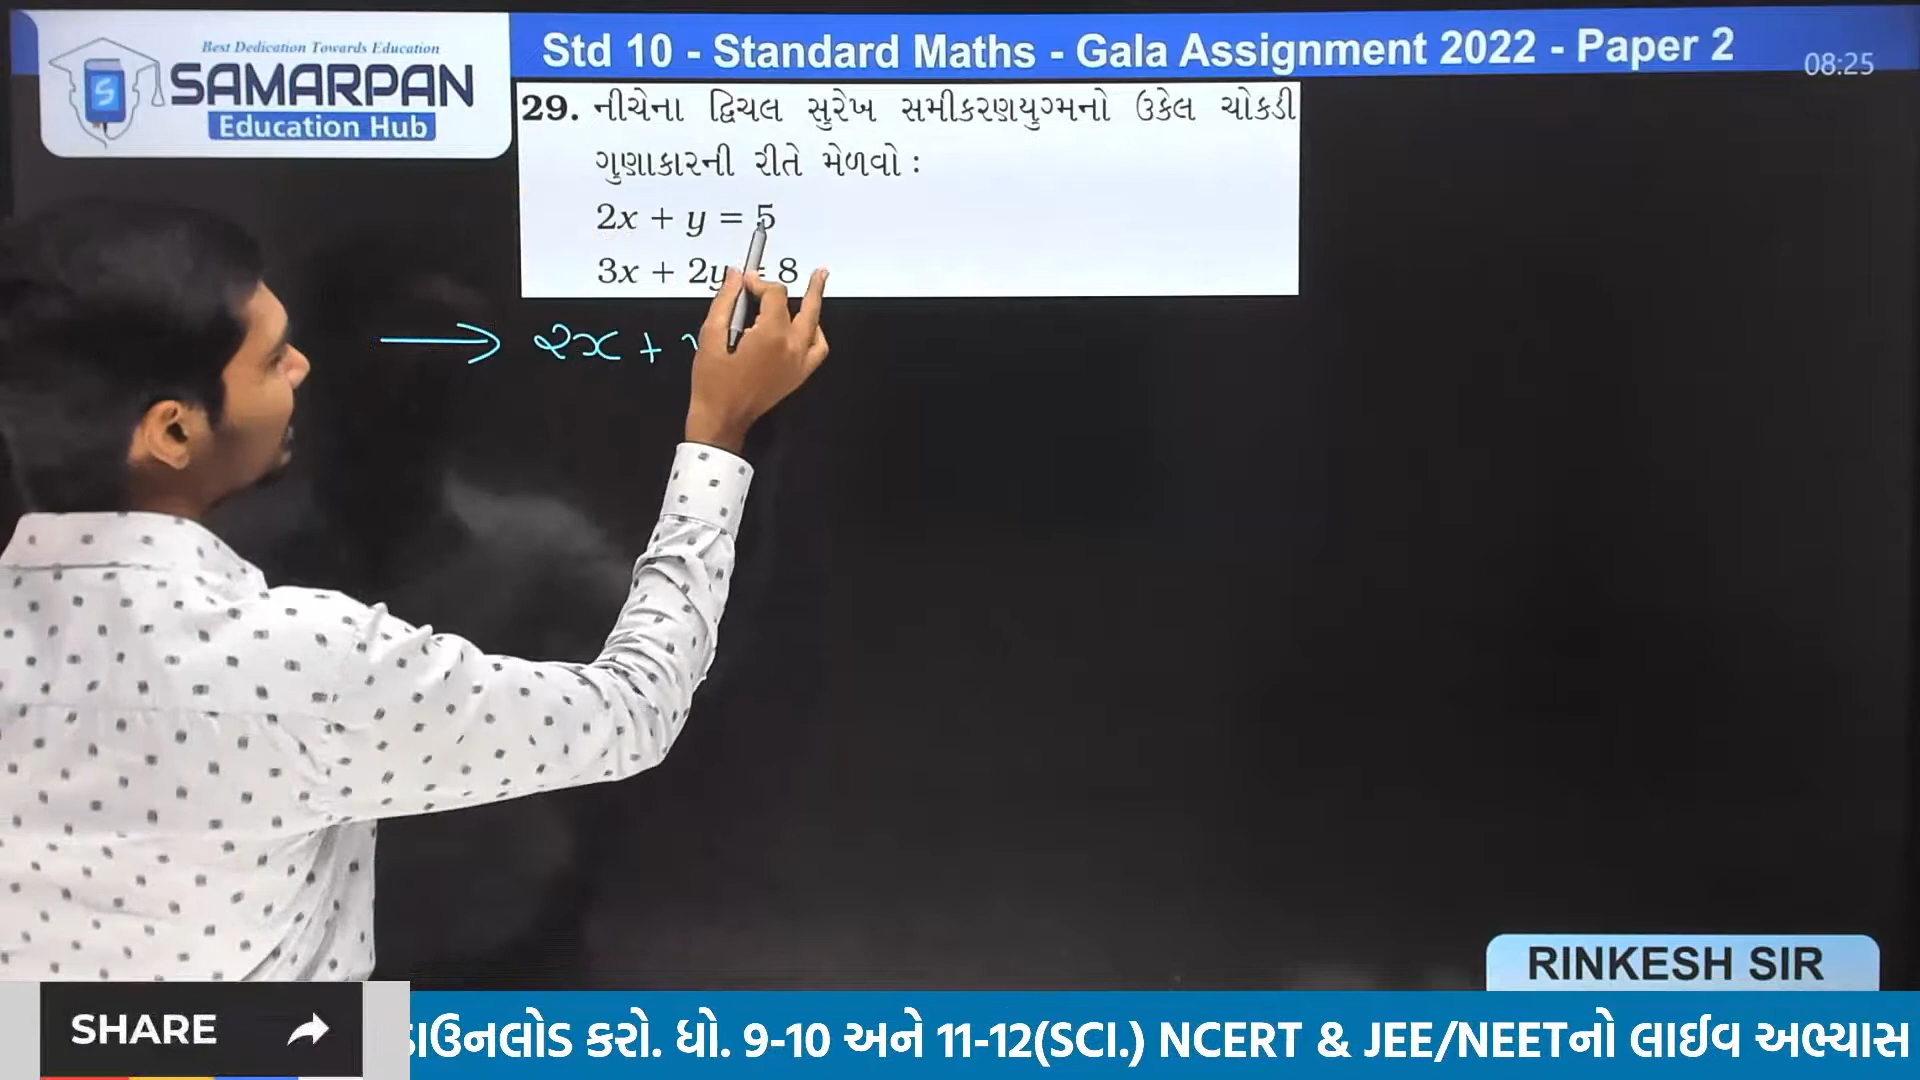 Best Dedication Towards Education
SAMARPAN
Education Hub
Std 10 - Standard Maths - Gala Assignment 2022 - Paper 2
08:25
29. નીચેના દ્વિચલ સુરેખ સમીકરણયુગ્મનો ઉકેલ ચોકડી
ગુણાકારની રીતે મેળવો :
2x + y = 5
3x + 2y = 8
→ 2x +
RINKESH SIR
SHARE
કરો. ધો. 9-10 અને 11-12(SCI.) NCERT & JEE/NEETનો લાઈવ અભ્યાસ